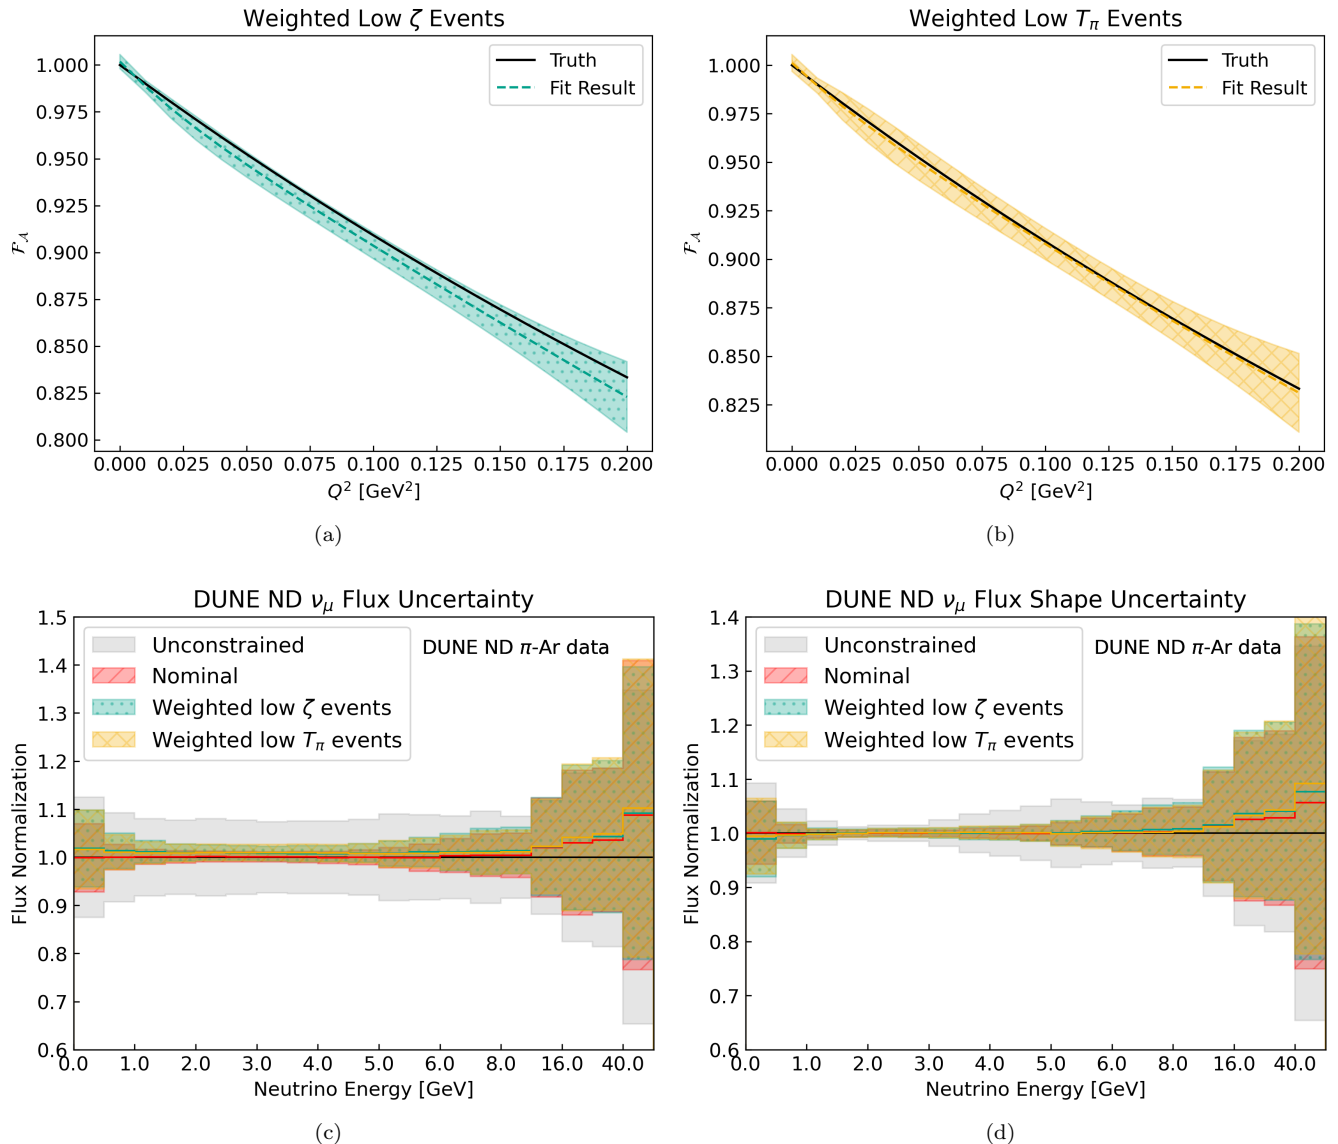 Weighted Low ζ Events
Truth
Fit Result
1.000
0.975
0.950
0.925
0.900
0.875
0.850
0.825
0.800
F_A
0.000 0.025 0.050 0.075 0.100 0.125 0.150 0.175 0.200
Q² [GeV²]
(a)
Weighted Low T_π Events
Truth
Fit Result
1.000
0.975
0.950
0.925
0.900
0.875
0.850
0.825
F_A
0.000 0.025 0.050 0.075 0.100 0.125 0.150 0.175 0.200
Q² [GeV²]
(b)
DUNE ND ν_μ Flux Uncertainty
Unconstrained
Nominal
Weighted low ζ events
Weighted low T_π events
DUNE ND π-Ar data
1.5
1.4
1.3
1.2
1.1
1.0
0.9
0.8
0.7
0.6
Flux Normalization
0.0 1.0 2.0 3.0 4.0 5.0 6.0 8.0 16.0 40.0
Neutrino Energy [GeV]
(c)
DUNE ND ν_μ Flux Shape Uncertainty
Unconstrained
Nominal
Weighted low ζ events
Weighted low T_π events
DUNE ND π-Ar data
1.4
1.3
1.2
1.1
1.0
0.9
0.8
0.7
0.6
Flux Normalization
0.0 1.0 2.0 3.0 4.0 5.0 6.0 8.0 16.0 40.0
Neutrino Energy [GeV]
(d)